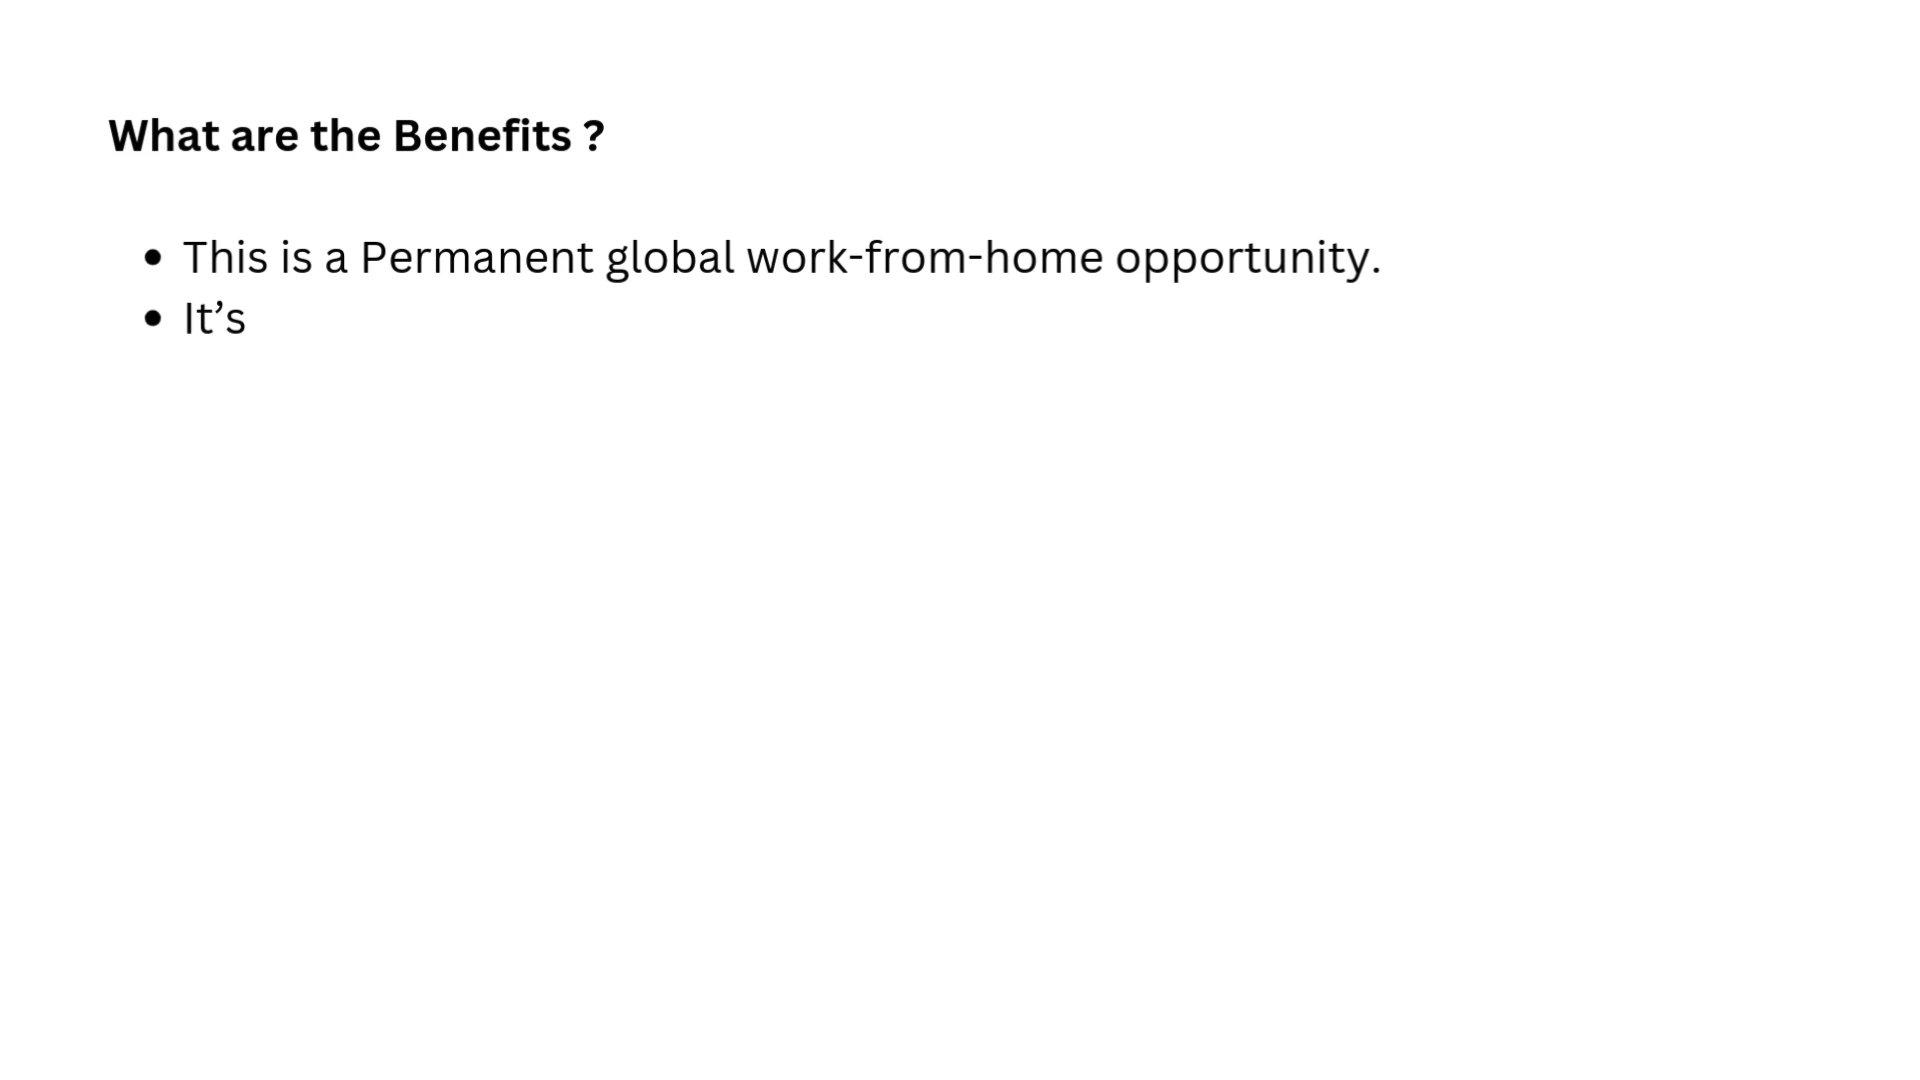 What are the Benefits ?
• This is a Permanent global work-from-home opportunity.
• It’s